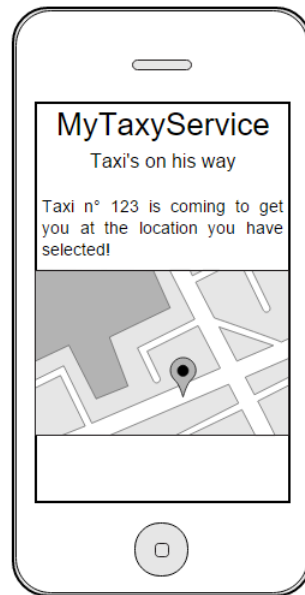 MyTaxyService
Taxi's on his way
Taxi n° 123 is coming to get
you at the location you have
selected!